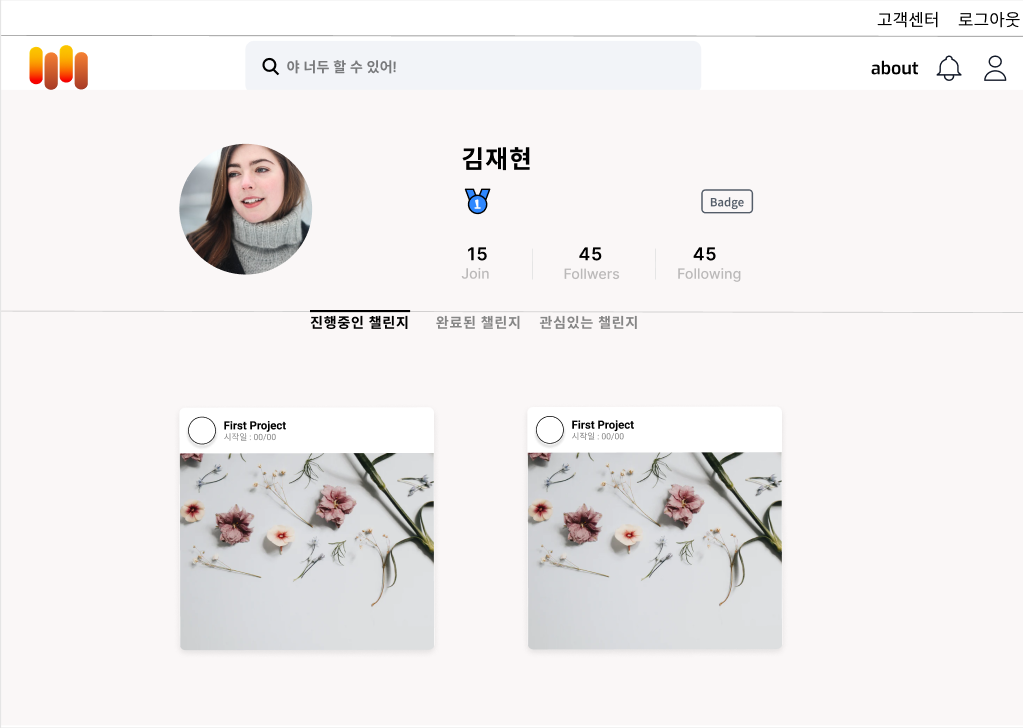 고객센터 로그아웃
야 너두 할 수 있어!
about
김재현
1
Badge
15 45 45
Join Follwers Following
진행중인 챌린지 완료된 챌린지 관심있는 챌린지
First Project
시작일 : 00/00
First Project
시작일 : 00/00